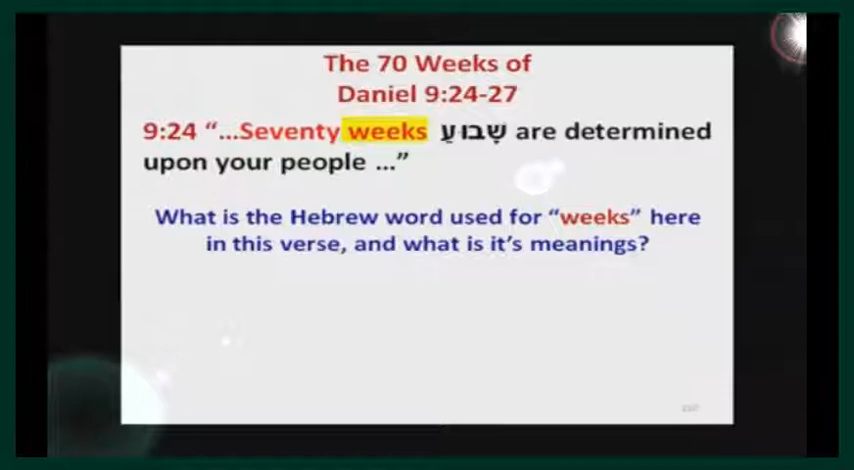 The 70 Weeks of
Daniel 9:24-27
9:24 “...Seventy weeks שָׁבוּעַ are determined
upon your people ...”
What is the Hebrew word used for “weeks” here
in this verse, and what is it’s meanings?